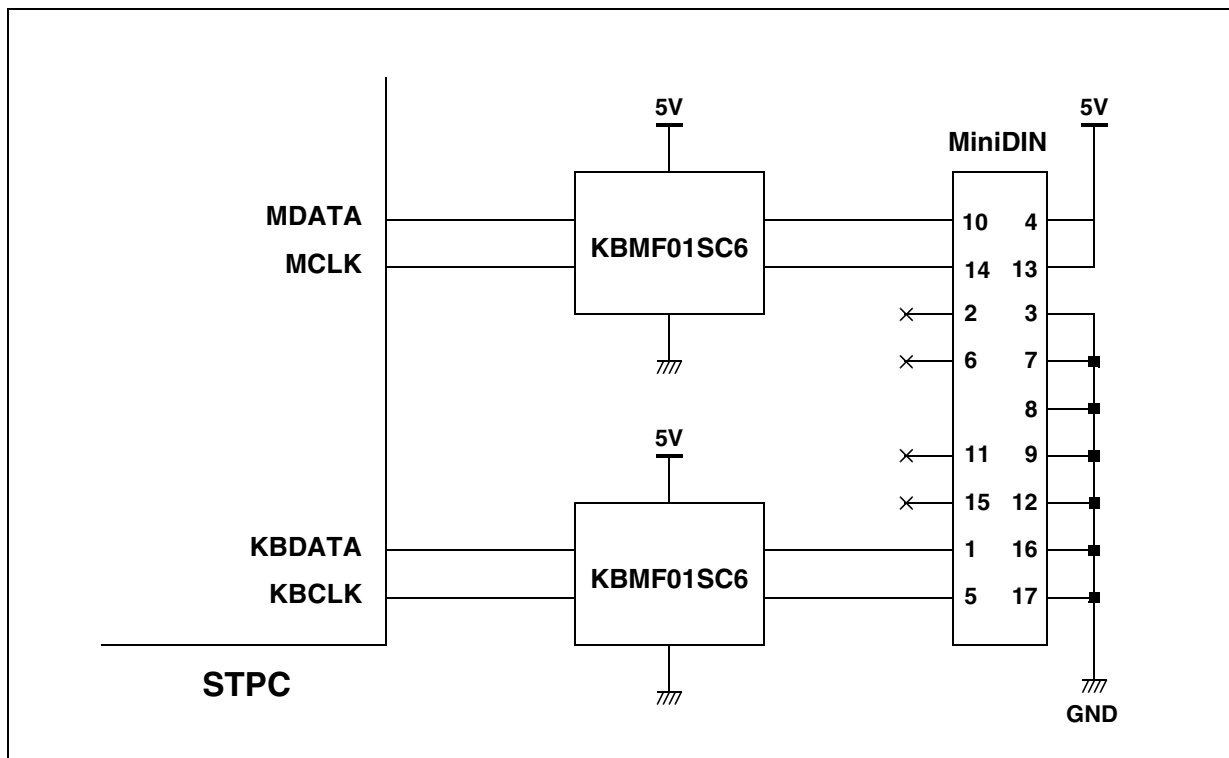 5V
5V
MiniDIN
MDATA
MCLK
KBMF01SC6
10 4
14 13
2 3
6 7
8
5V
11 9
15 12
KBDATA
KBCLK
KBMF01SC6
1 16
5 17
STPC
GND